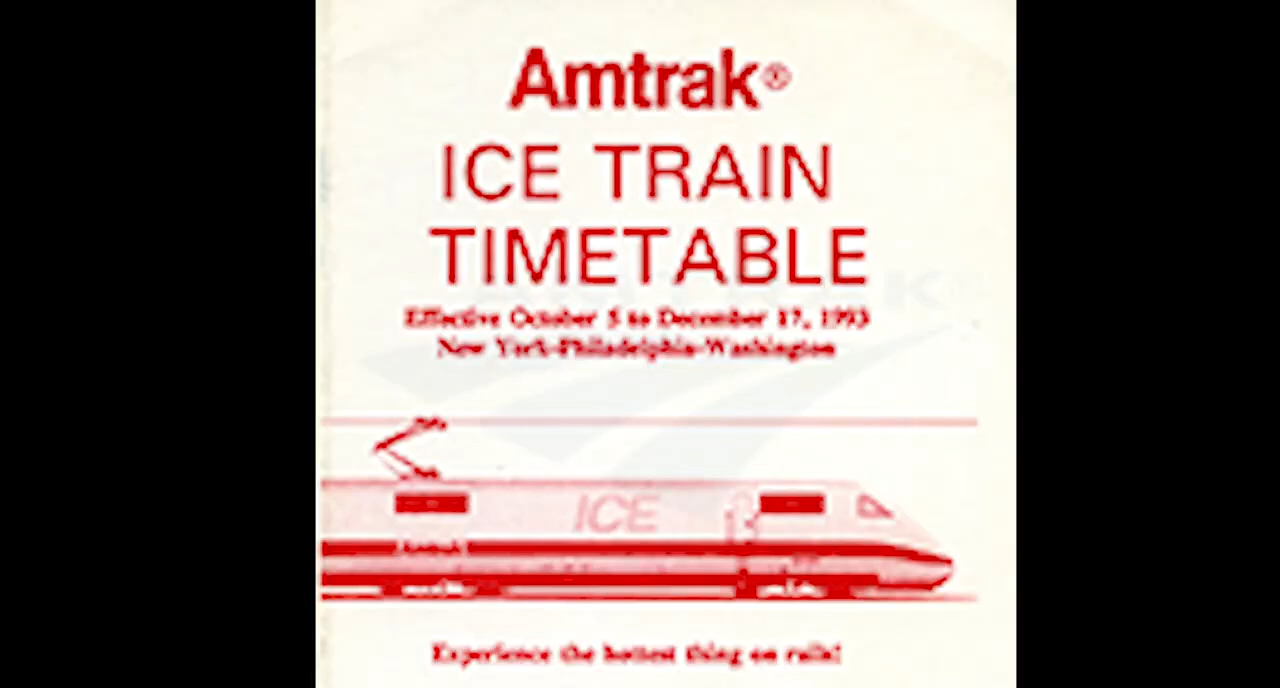 Amtrak®
ICE TRAIN
TIMETABLE
Effective October 5 to December 17, 1993
New York-Philadelphia-Washington
ICE
Amtrak
Experience the hottest thing on rails!